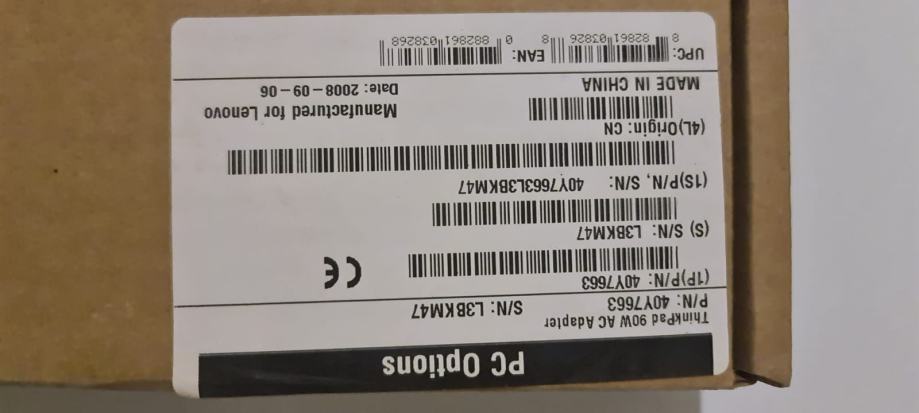 PC Options
ThinkPad 90W AC Adapter
P/N: 40Y7663 S/N: L3BKM47
(1P)P/N: 40Y7663
(S) S/N: L3BKM47
(1S)P/N, S/N: 40Y7663L3BKM47
(4L)Origin: CN
Manufactured for Lenovo
MADE IN CHINA Date: 2008-09-06
UPC: 8 82861 03826 8 EAN: 0 882861 038268